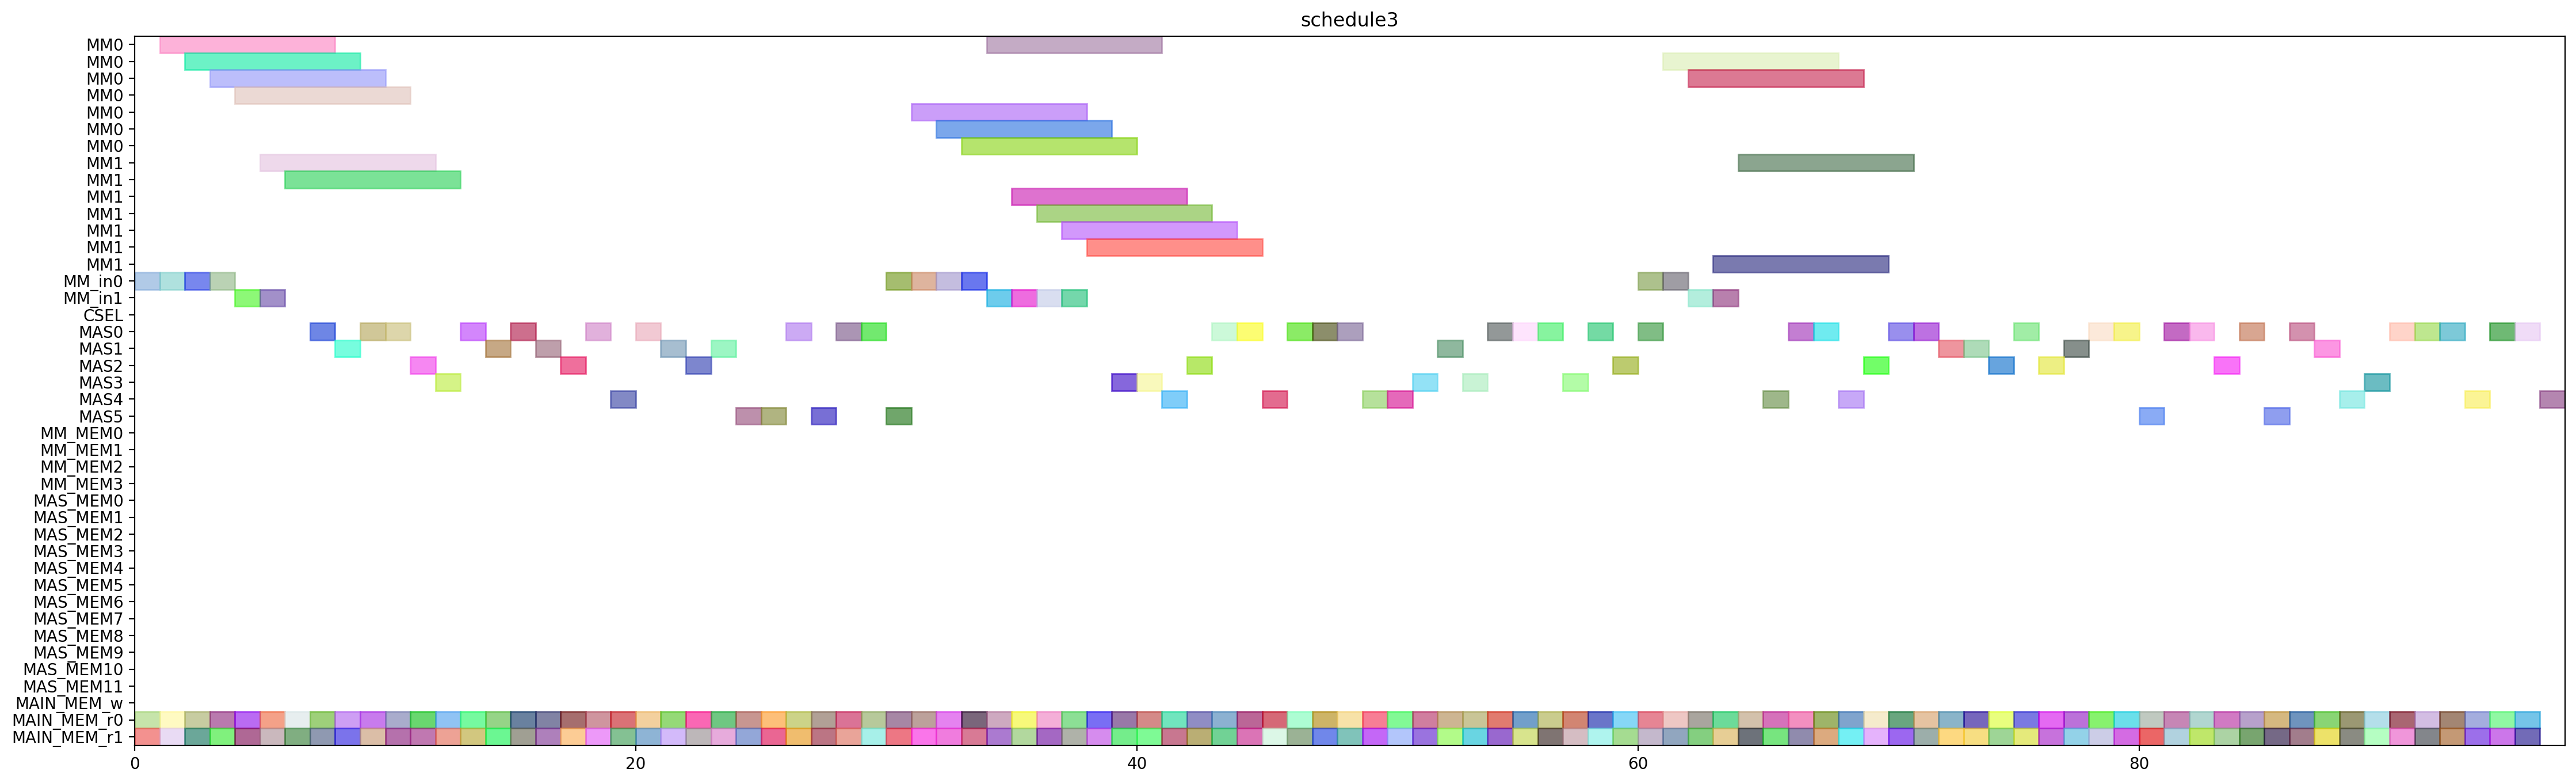 schedule3
MM0
MM0
MM0
MM0
MM0
MM0
MM0
MM1
MM1
MM1
MM1
MM1
MM1
MM1
MM_in0
MM_in1
CSEL
MAS0
MAS1
MAS2
MAS3
MAS4
MAS5
MM_MEM0
MM_MEM1
MM_MEM2
MM_MEM3
MAS_MEM0
MAS_MEM1
MAS_MEM2
MAS_MEM3
MAS_MEM4
MAS_MEM5
MAS_MEM6
MAS_MEM7
MAS_MEM8
MAS_MEM9
MAS_MEM10
MAS_MEM11
MAIN_MEM_w
MAIN_MEM_r0
MAIN_MEM_r1
0 20 40 60 80